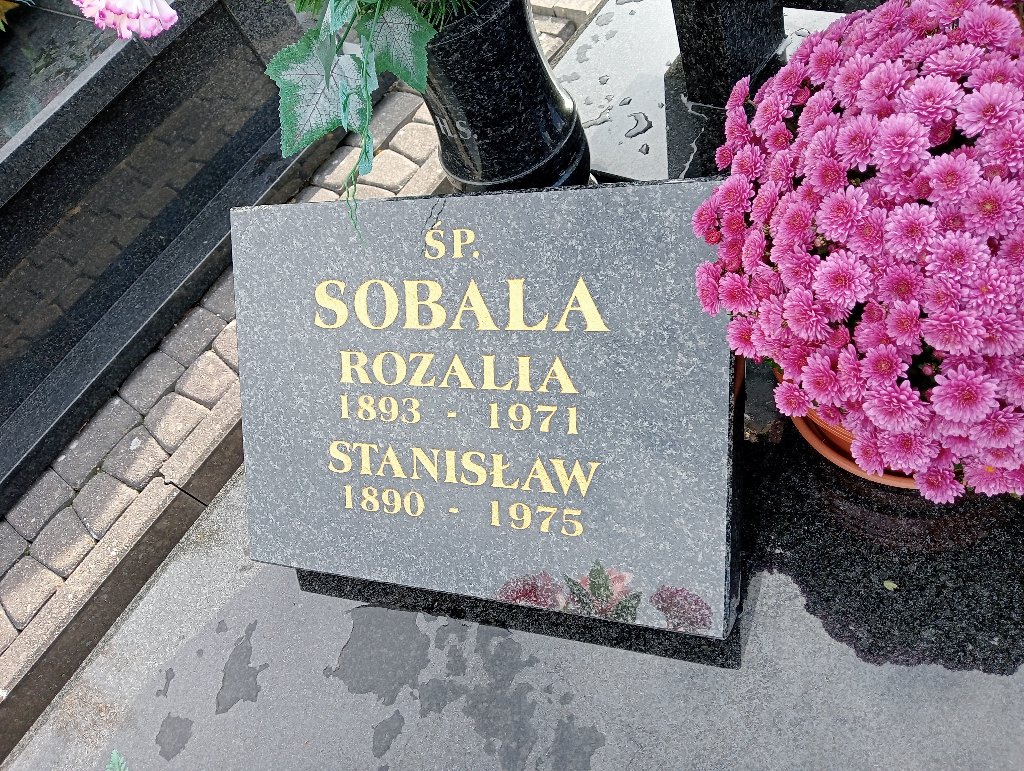 ŚP.
SOBALA
ROZALIA
1893 - 1971
STANISŁAW
1890 - 1975